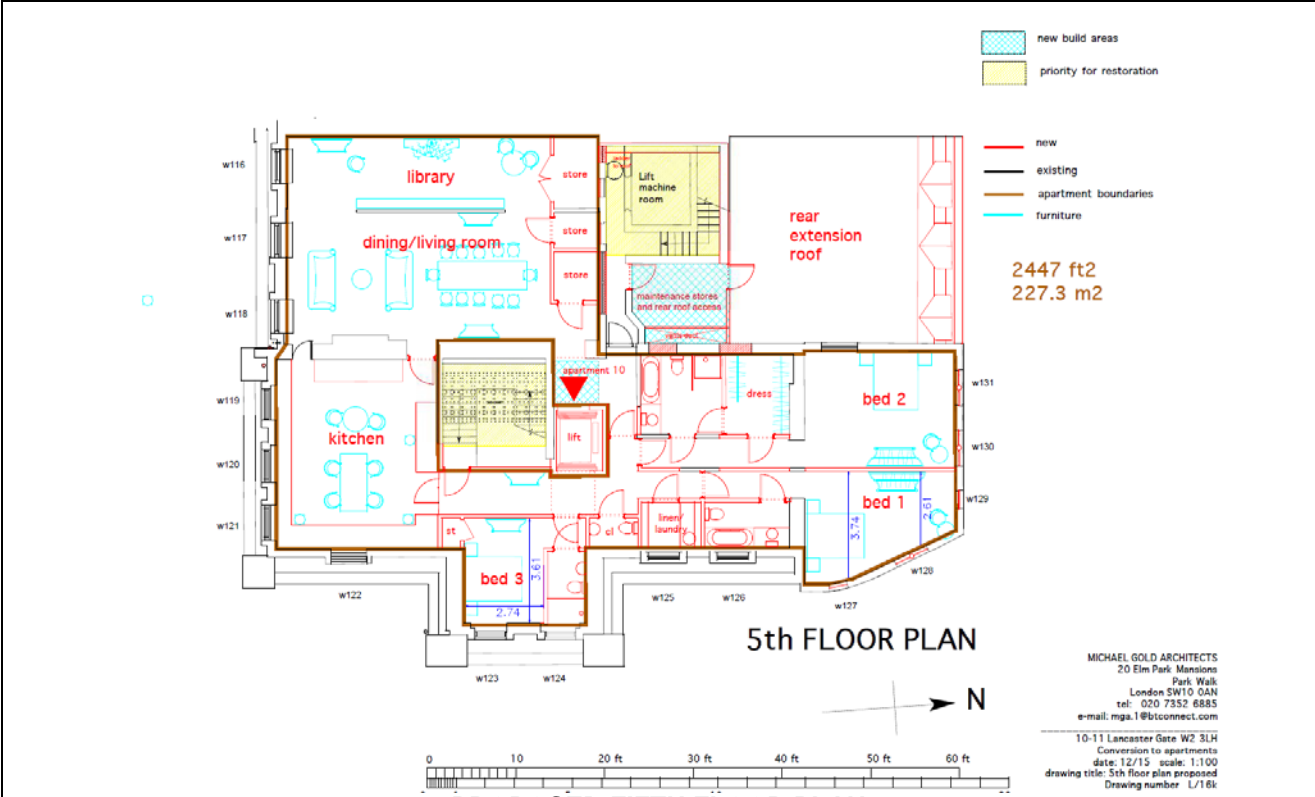 new build areas
priority for restoration
new
existing
apartment boundaries
furniture
2447 ft2
227.3 m2
w116
w117
w118
w119
w120
w121
w122
w123
w124
w125
w126
w127
w128
w129
w130
w131
library
dining/living room
store
store
store
Lift
machine
room
rear
extension
roof
maintenance stores
and rear roof access
apartment 10
lift
kitchen
dress
bed 2
bed 1
3.74
2.61
st
bed 3
3.61
2.74
cl
linen/
laundry
5th FLOOR PLAN
N
0 10 20 ft 30 ft 40 ft 50 ft 60 ft
MICHAEL GOLD ARCHITECTS
20 Elm Park Mansions
Park Walk
London SW10 0AN
tel: 020 7352 6885
e-mail: mga.1@btconnect.com
10-11 Lancaster Gate W2 3LH
Conversion to apartments
date: 12/15 scale: 1:100
drawing title: 5th floor plan proposed
Drawing number L/16k